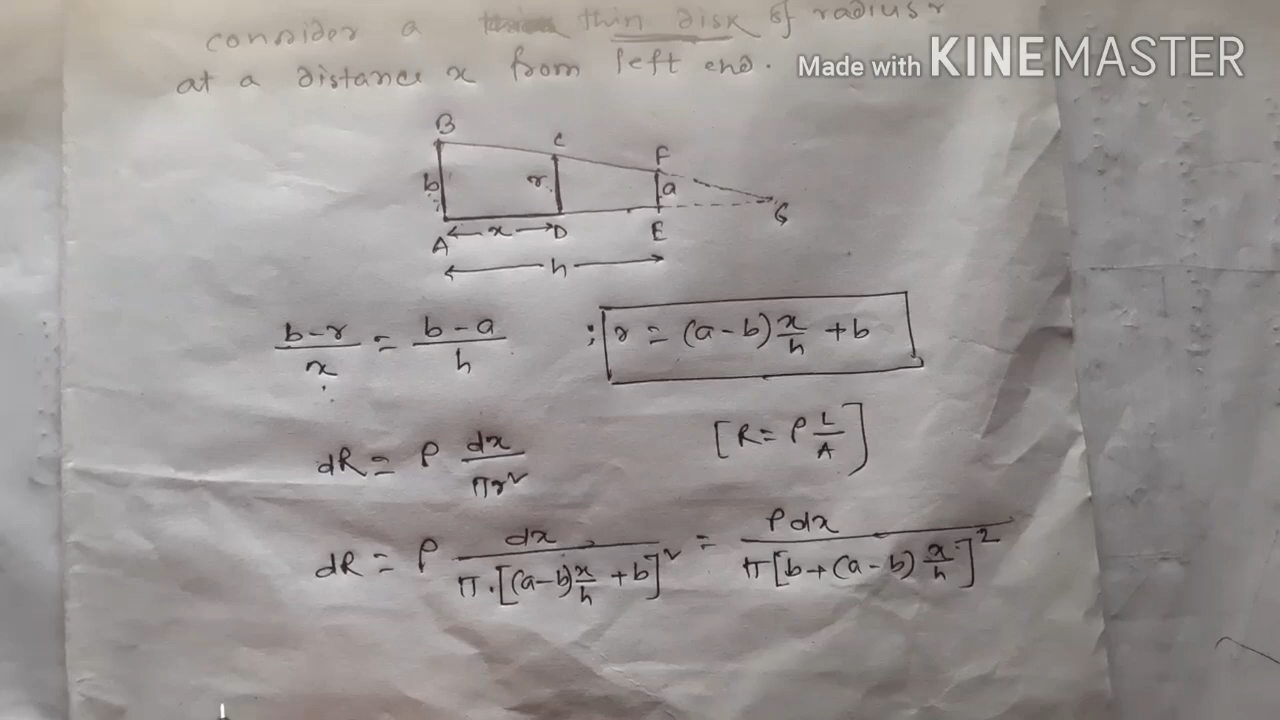 consider a thin disk of radius r
at a distance x from left end.
Made with KINEMASTER
B
C
F
b
r
a
G
A
x
D
E
h
b-r/x = b-a/h ; r = (a-b) x/h + b
dR = ρ dx/πr² [R = ρ L/A]
dR = ρ dx/π.[(a-b)x/h + b]² = ρdx/π[b+(a-b)x/h]²